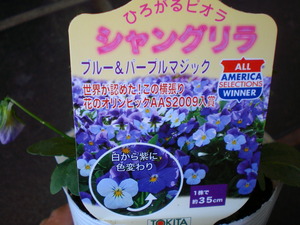 ひろがるビオラ
シャングリラ
ブルー&パープルマジック
世界が認めた!この横張り
花のオリンピックAAS2009入賞
ALL
AMERICA
SELECTIONS
WINNER
白から紫に、
色変わり
1株で
約35cm
TOKITA